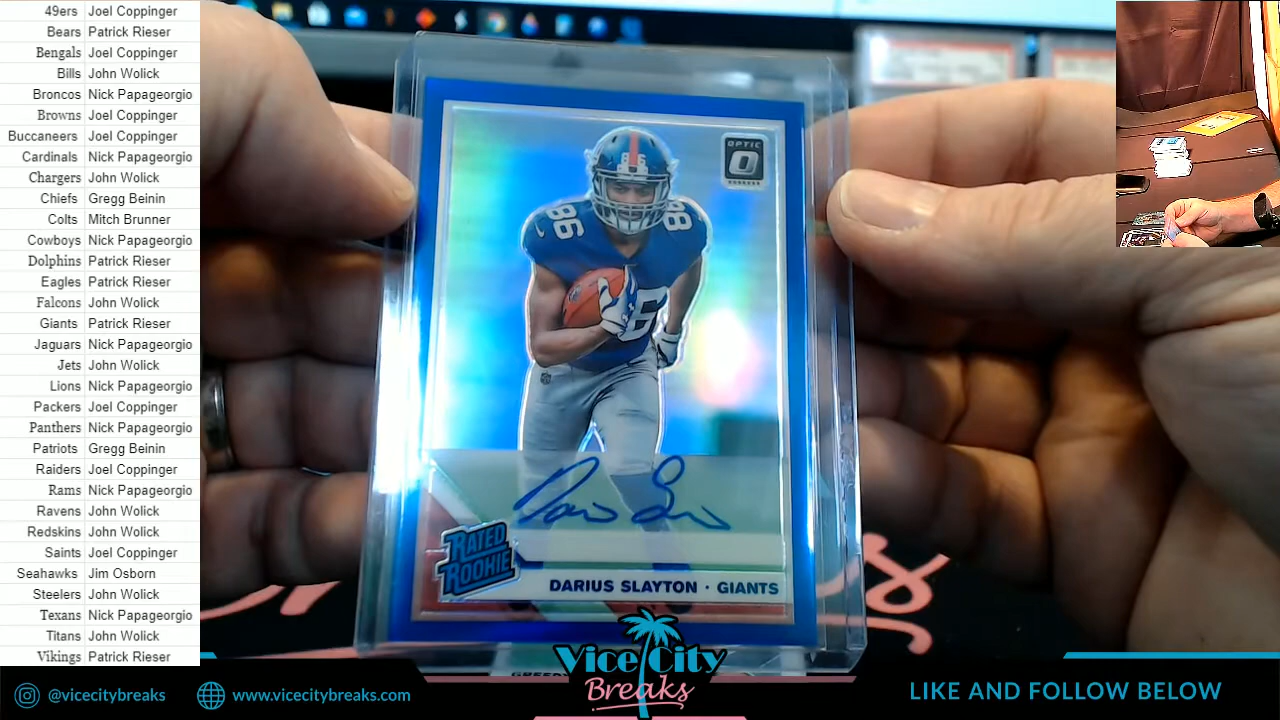 49ers Joel Coppinger
Bears Patrick Rieser
Bengals Joel Coppinger
Bills John Wolick
Broncos Nick Papageorgio
Browns Joel Coppinger
Buccaneers Joel Coppinger
Cardinals Nick Papageorgio
Chargers John Wolick
Chiefs Gregg Beinin
Colts Mitch Brunner
Cowboys Nick Papageorgio
Dolphins Patrick Rieser
Eagles Patrick Rieser
Falcons John Wolick
Giants Patrick Rieser
Jaguars Nick Papageorgio
Jets John Wolick
Lions Nick Papageorgio
Packers Joel Coppinger
Panthers Nick Papageorgio
Patriots Gregg Beinin
Raiders Joel Coppinger
Rams Nick Papageorgio
Ravens John Wolick
Redskins John Wolick
Saints Joel Coppinger
Seahawks Jim Osborn
Steelers John Wolick
Texans Nick Papageorgio
Titans John Wolick
Vikings Patrick Rieser
OPTIC
86
86 86
86
RATED
ROOKIE
DARIUS SLAYTON · GIANTS
Vice City
Breaks
@vicecitybreaks
www.vicecitybreaks.com
LIKE AND FOLLOW BELOW